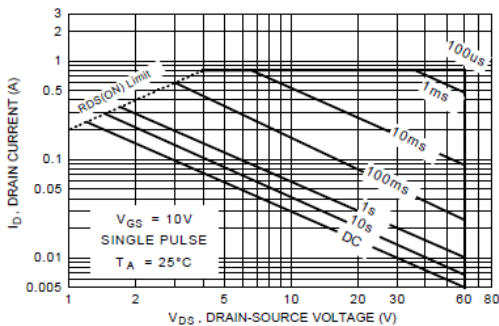 3
1
0.5
0.1
0.05
0.01
0.005
I D, DRAIN CURRENT (A)
RDS(ON) Limit
100us
1ms
10ms
100ms
1s
10s
DC
VGS = 10V
SINGLE PULSE
TA = 25°C
1 2 5 10 20 30 60 80
VDS , DRAIN-SOURCE VOLTAGE (V)